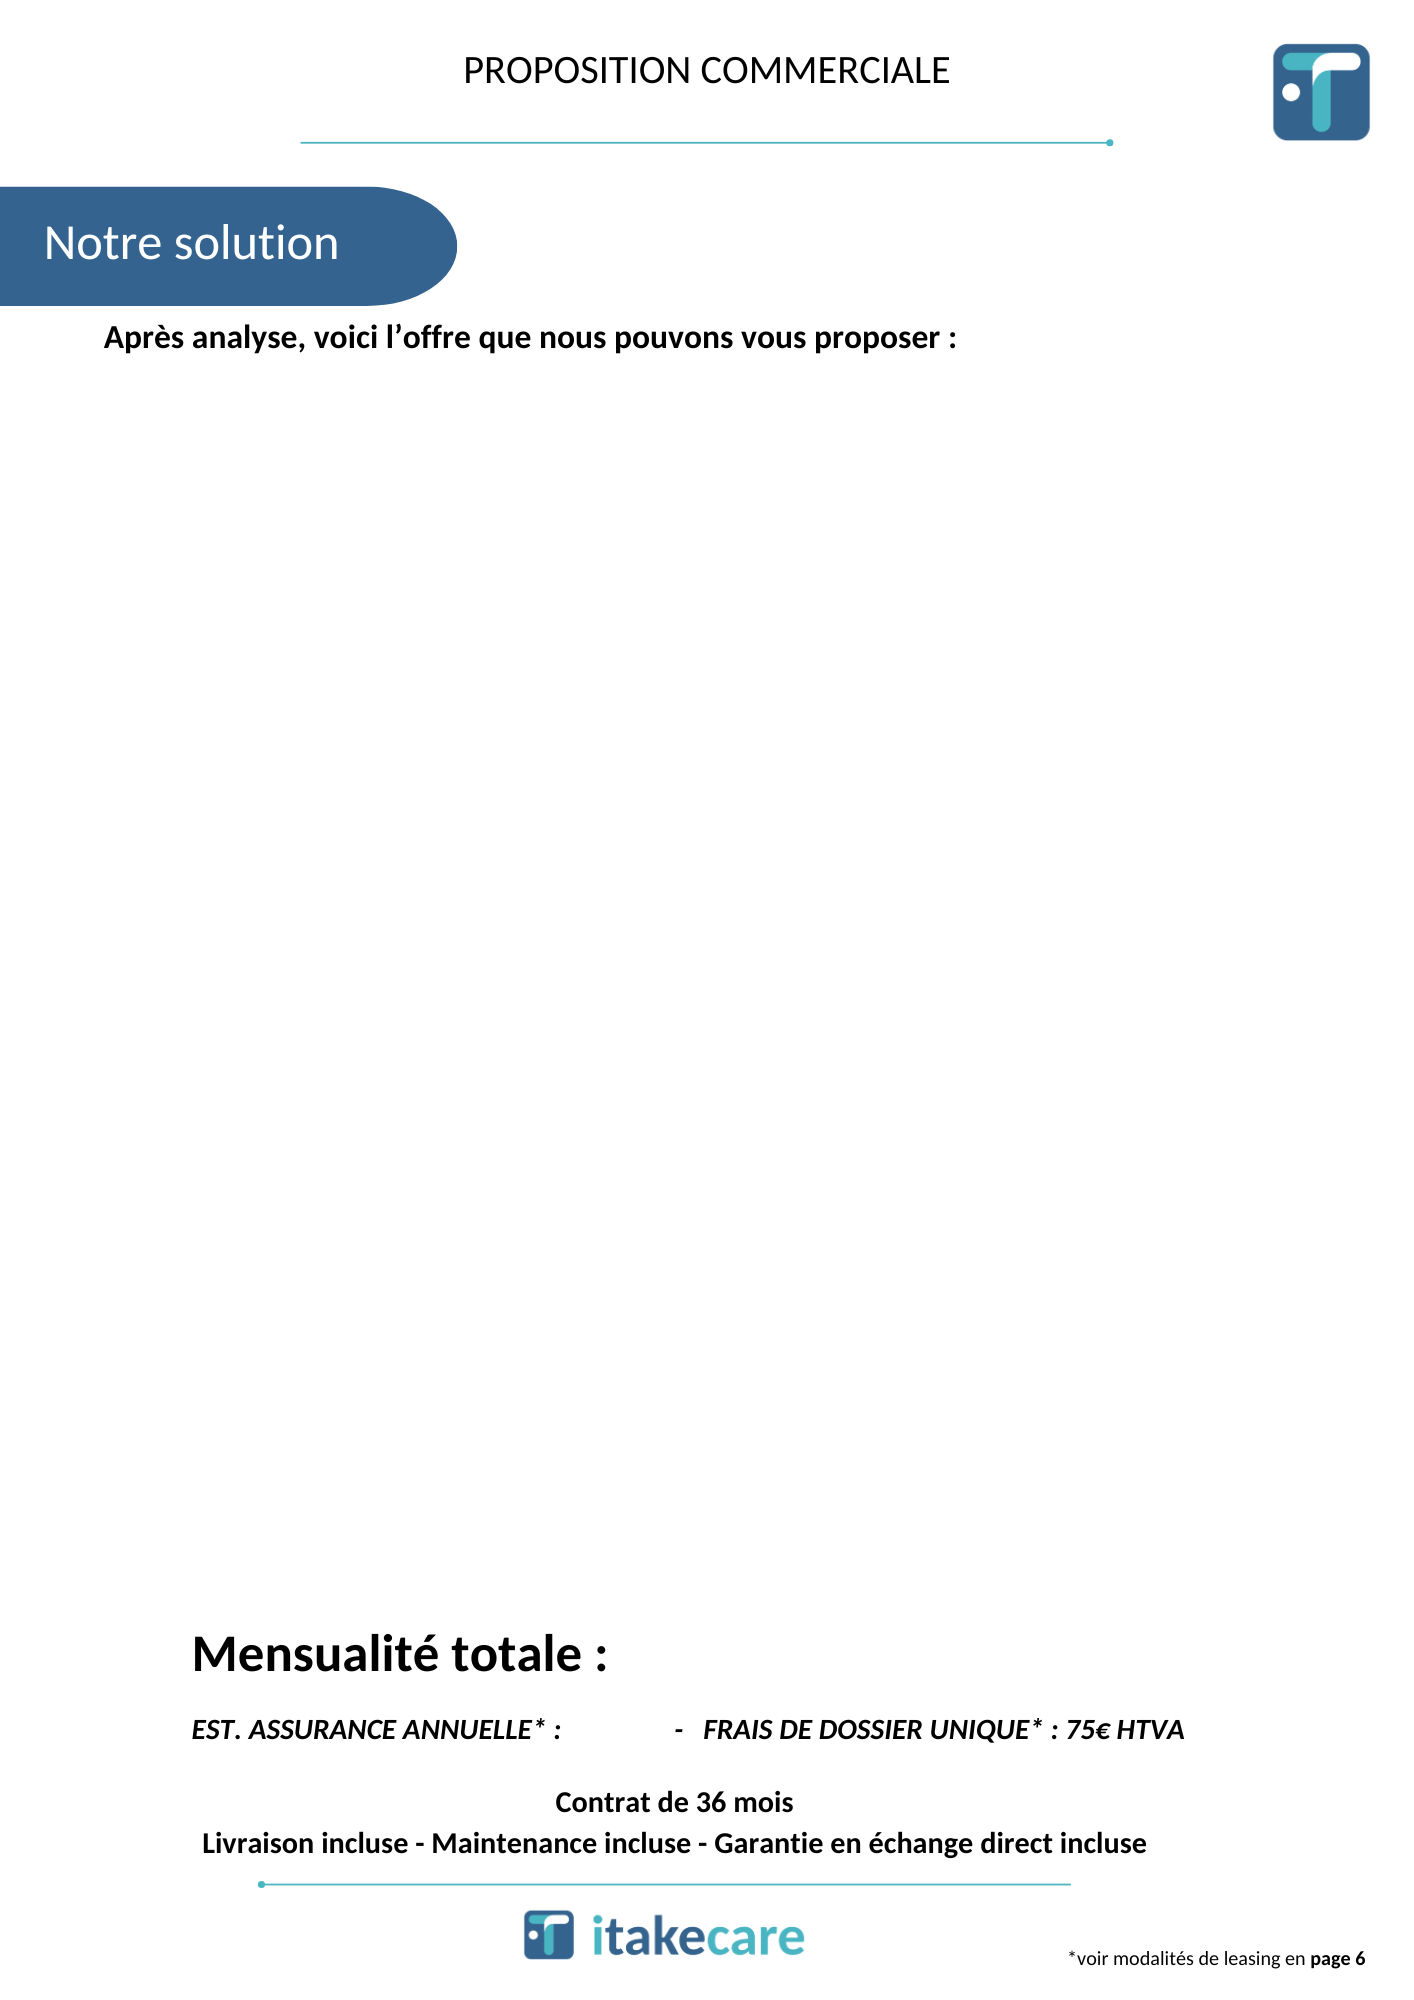 PROPOSITION COMMERCIALE
Notre solution
Après analyse, voici l’offre que nous pouvons vous proposer :
Mensualité totale :
EST. ASSURANCE ANNUELLE* : - FRAIS DE DOSSIER UNIQUE* : 75€ HTVA
Contrat de 36 mois
Livraison incluse - Maintenance incluse - Garantie en échange direct incluse
itakecare
*voir modalités de leasing en page 6